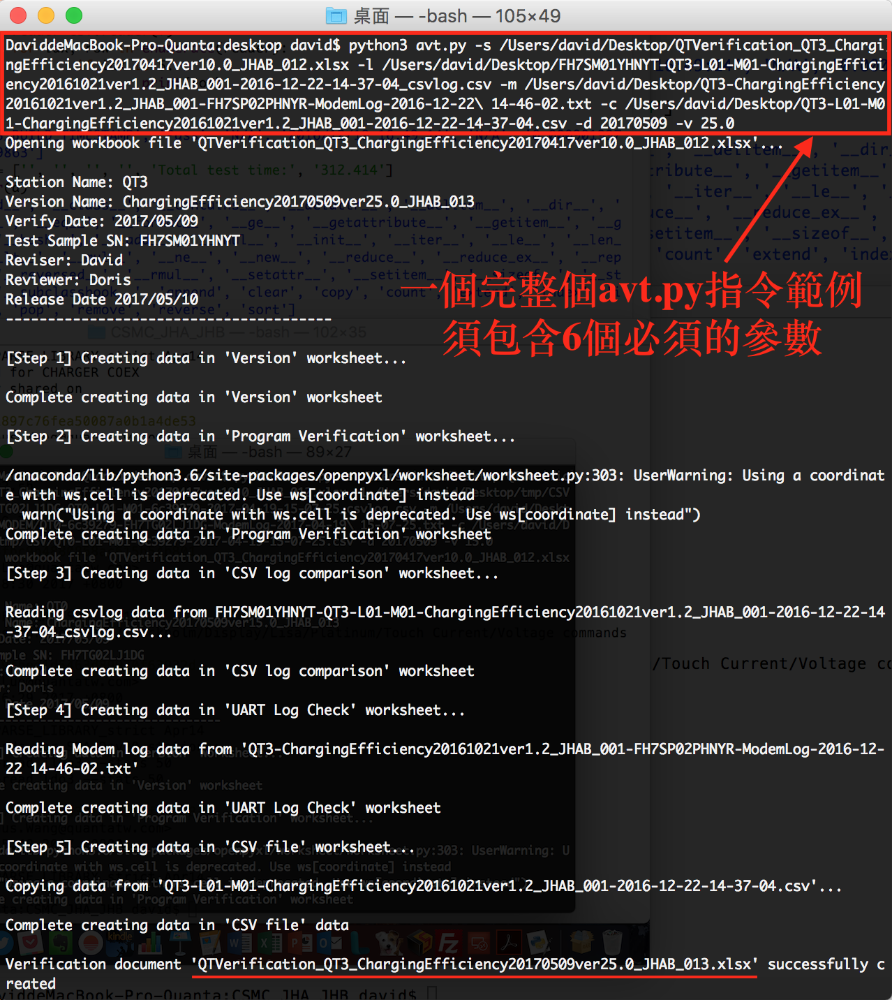 桌面 — -bash — 105×49
DaviddeMacBook-Pro-Quanta:desktop david$ python3 avt.py -s /Users/david/Desktop/QTVerification_QT3_Chargi
ngEfficiency20170417ver10.0_JHAB_012.xlsx -l /Users/david/Desktop/FH7SM01YHNYT-QT3-L01-M01-ChargingEffici
ency20161021ver1.2_JHAB_001-2016-12-22-14-37-04_csvlog.csv -m /Users/david/Desktop/QT3-ChargingEfficiency
20161021ver1.2_JHAB_001-FH7SP02PHNYR-ModemLog-2016-12-22\ 14-46-02.txt -c /Users/david/Desktop/QT3-L01-M0
1-ChargingEfficiency20161021ver1.2_JHAB_001-2016-12-22-14-37-04.csv -d 20170509 -v 25.0
Opening workbook file 'QTVerification_QT3_ChargingEfficiency20170417ver10.0_JHAB_012.xlsx'...
Station Name: QT3
Version Name: ChargingEfficiency20170509ver25.0_JHAB_013
Verify Date: 2017/05/09
Test Sample SN: FH7SM01YHNYT
Reviser: David
Reviewer: Doris
Release Date 2017/05/10
---------------------------------------
一個完整個avt.py指令範例
須包含6個必須的參數
[Step 1] Creating data in 'Version' worksheet...
Complete creating data in 'Version' worksheet
[Step 2] Creating data in 'Program Verification' worksheet...
/anaconda/lib/python3.6/site-packages/openpyxl/worksheet/worksheet.py:303: UserWarning: Using a coordinat
e with ws.cell is deprecated. Use ws[coordinate] instead
warn("Using a coordinate with ws.cell is deprecated. Use ws[coordinate] instead")
Complete creating data in 'Program Verification' worksheet
[Step 3] Creating data in 'CSV log comparison' worksheet...
Reading csvlog data from FH7SM01YHNYT-QT3-L01-M01-ChargingEfficiency20161021ver1.2_JHAB_001-2016-12-22-14
-37-04_csvlog.csv...
Complete creating data in 'CSV log comparison' worksheet
[Step 4] Creating data in 'UART Log Check' worksheet...
Reading Modem log data from 'QT3-ChargingEfficiency20161021ver1.2_JHAB_001-FH7SP02PHNYR-ModemLog-2016-12-
22 14-46-02.txt'
Complete creating data in 'UART Log Check' worksheet
[Step 5] Creating data in 'CSV file' worksheet...
Copying data from 'QT3-L01-M01-ChargingEfficiency20161021ver1.2_JHAB_001-2016-12-22-14-37-04.csv'...
Complete creating data in 'CSV file' data
Verification document 'QTVerification_QT3_ChargingEfficiency20170509ver25.0_JHAB_013.xlsx' successfully c
reated